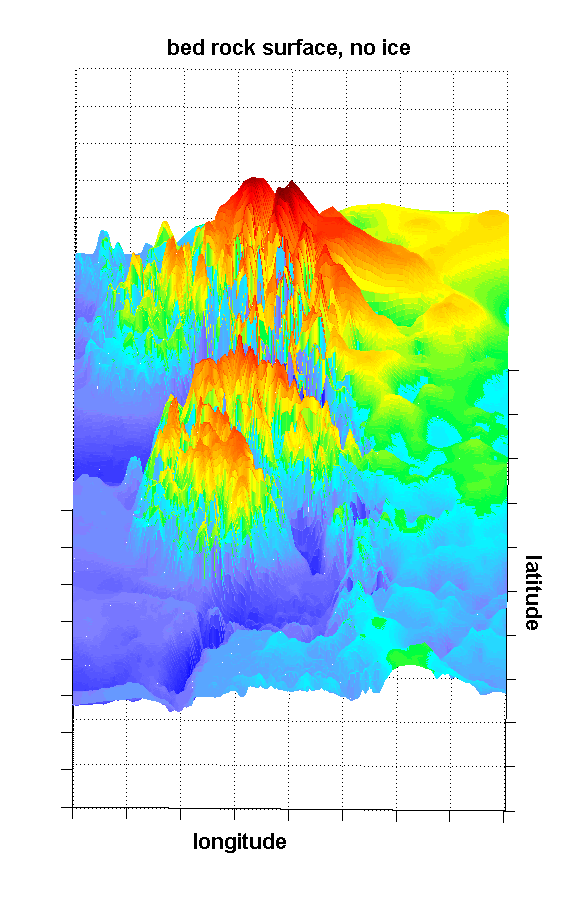 bed rock surface, no ice
latitude
longitude